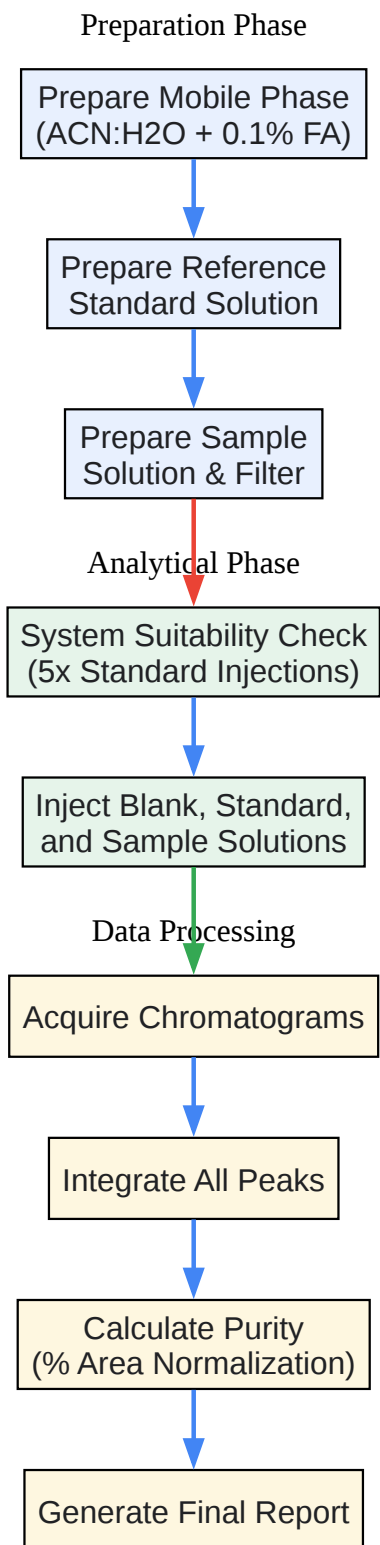 Preparation Phase
Prepare Mobile Phase
(ACN:H2O + 0.1% FA)
Prepare Reference
Standard Solution
Prepare Sample
Solution & Filter
Analytical Phase
System Suitability Check
(5x Standard Injections)
Inject Blank, Standard,
and Sample Solutions
Data Processing
Acquire Chromatograms
Integrate All Peaks
Calculate Purity
(% Area Normalization)
Generate Final Report